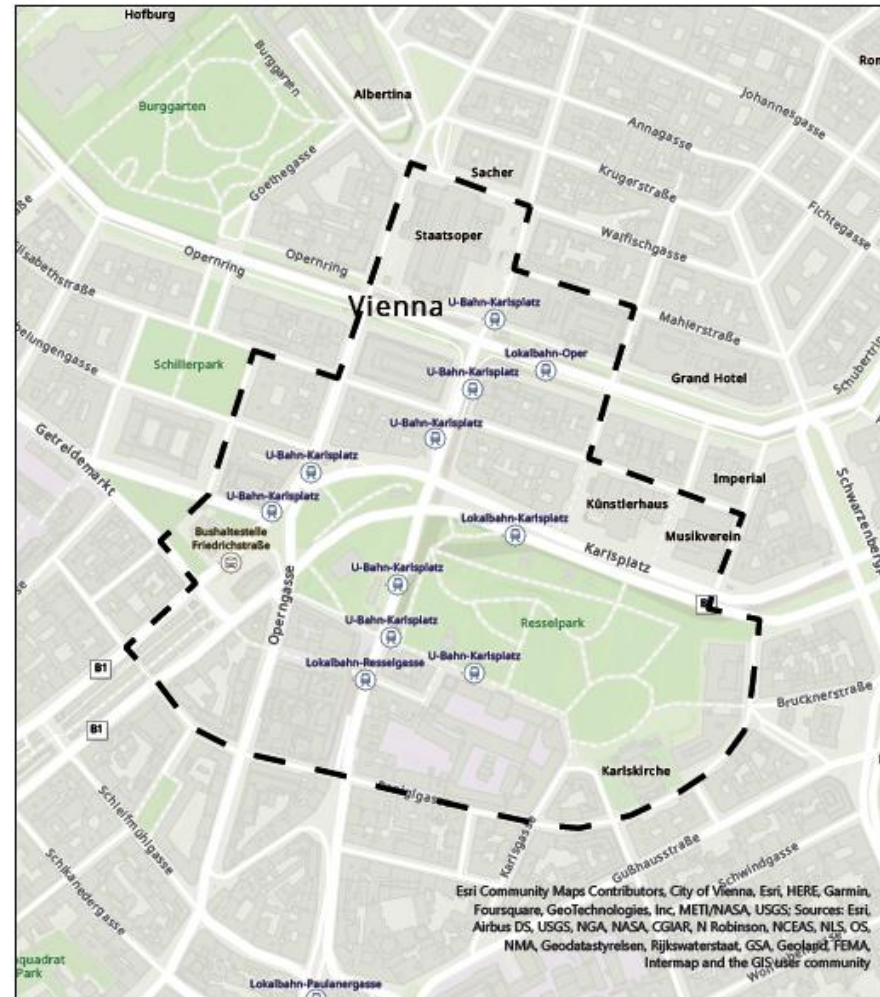 Hofburg
Burggarten
Albertina
Burggarten
Johannesgasse
Annagasse
Sacher
Krugerstraße
Goethegasse
Fichtegasse
Staatsoper
Walfischgasse
Opernring
Opernring
Vienna
U-Bahn-Karlsplatz
Mahlerstraße
Lokalbahn-Oper
Schillerpark
U-Bahn-Karlsplatz
Grand Hotel
U-Bahn-Karlsplatz
Getreidemarkt
U-Bahn-Karlsplatz
Imperial
U-Bahn-Karlsplatz
Künstlerhaus
Lokalbahn-Karlsplatz
Bushaltestelle
Friedrichstraße
Musikverein
Karlsplatz
U-Bahn-Karlsplatz
Operngasse
U-Bahn-Karlsplatz
Resselpark
Lokalbahn-Resselgasse
U-Bahn-Karlsplatz
B1
Brucknerstraße
B1
Karlskirche
Schleifmühlgasse
Karlsgasse
Gußhausstraße
Schwindgasse
Schikanedergasse
Esri Community Maps Contributors, City of Vienna, Esri, HERE, Garmin,
Foursquare, GeoTechnologies, Inc, METI/NASA, USGS; Sources: Esri,
Airbus DS, USGS, NGA, NASA, CGIAR, N Robinson, NCEAS, NLS, OS,
NMA, Geodatastyrelsen, Rijkswaterstaat, GSA, Geoland, FEMA,
Intermap and the GIS user community
Park
Lokalbahn-Paulanergasse